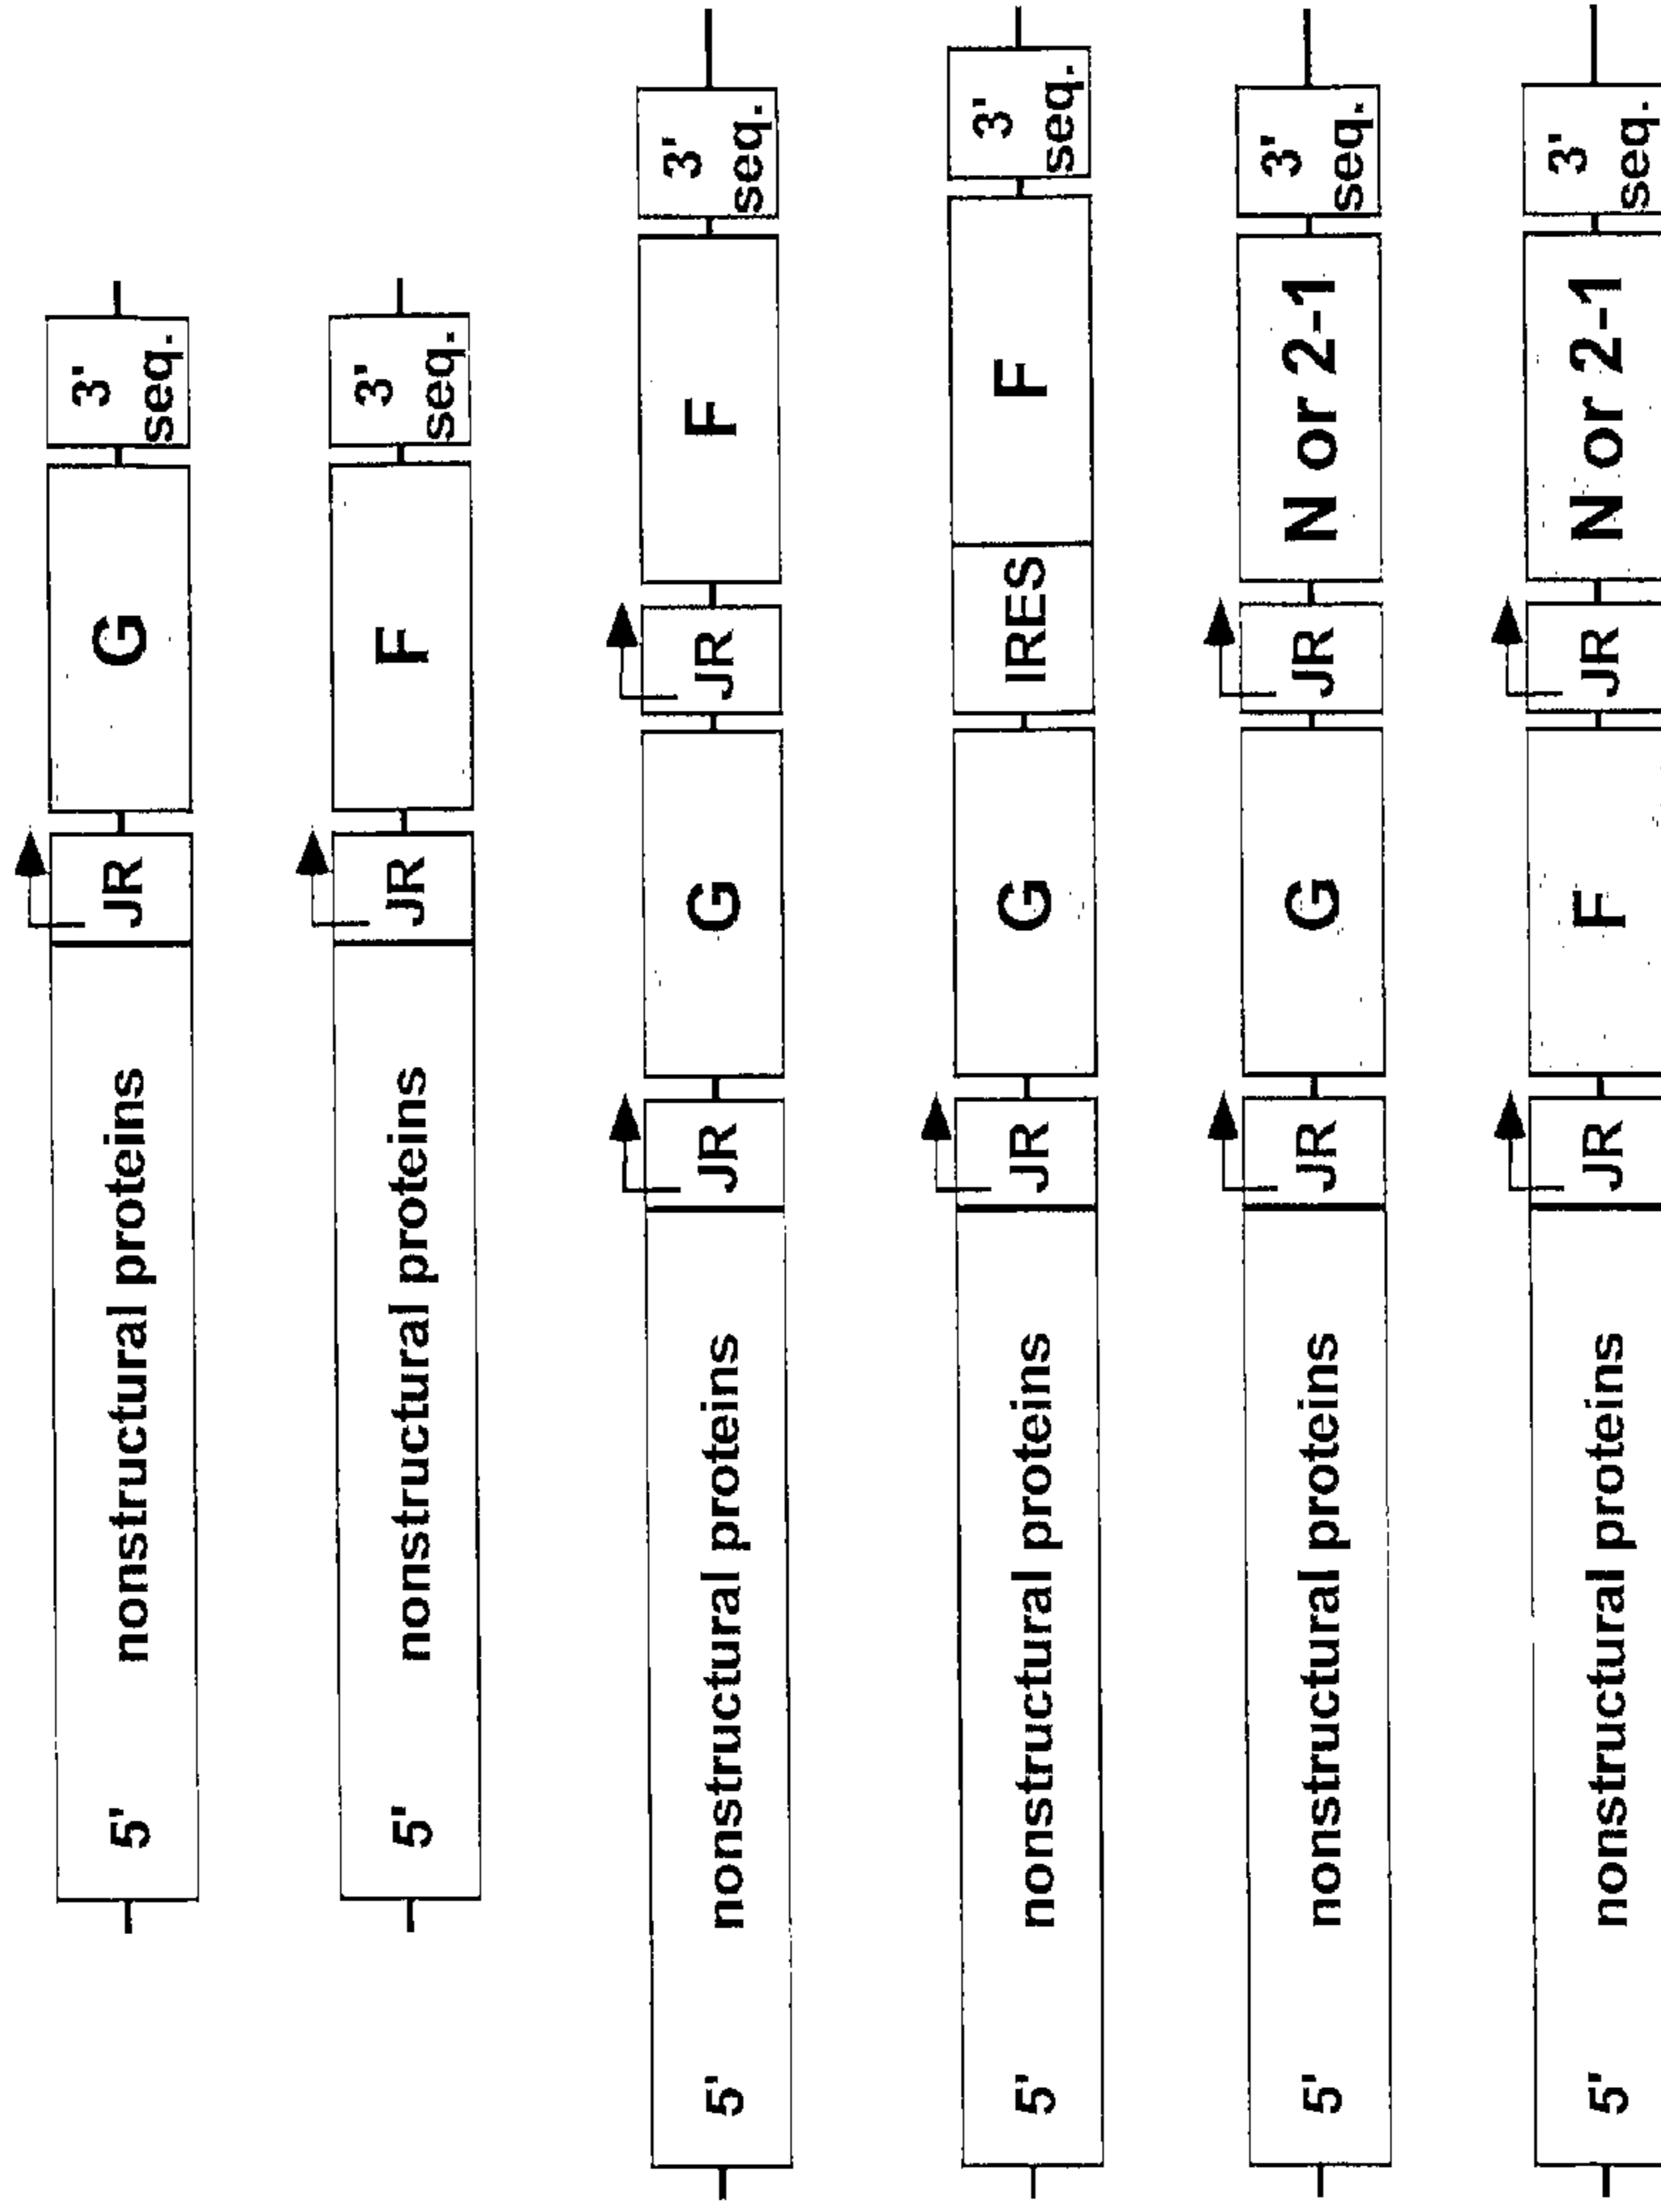 5' nonstructural proteins JR G 3' seq.
5' nonstructural proteins JR F 3' seq.
5' nonstructural proteins JR G JR F 3' seq.
5' nonstructural proteins JR G IRES F 3' seq.
5' nonstructural proteins JR G JR N or 2-1 3' seq.
5' nonstructural proteins JR F JR N or 2-1 3' seq.